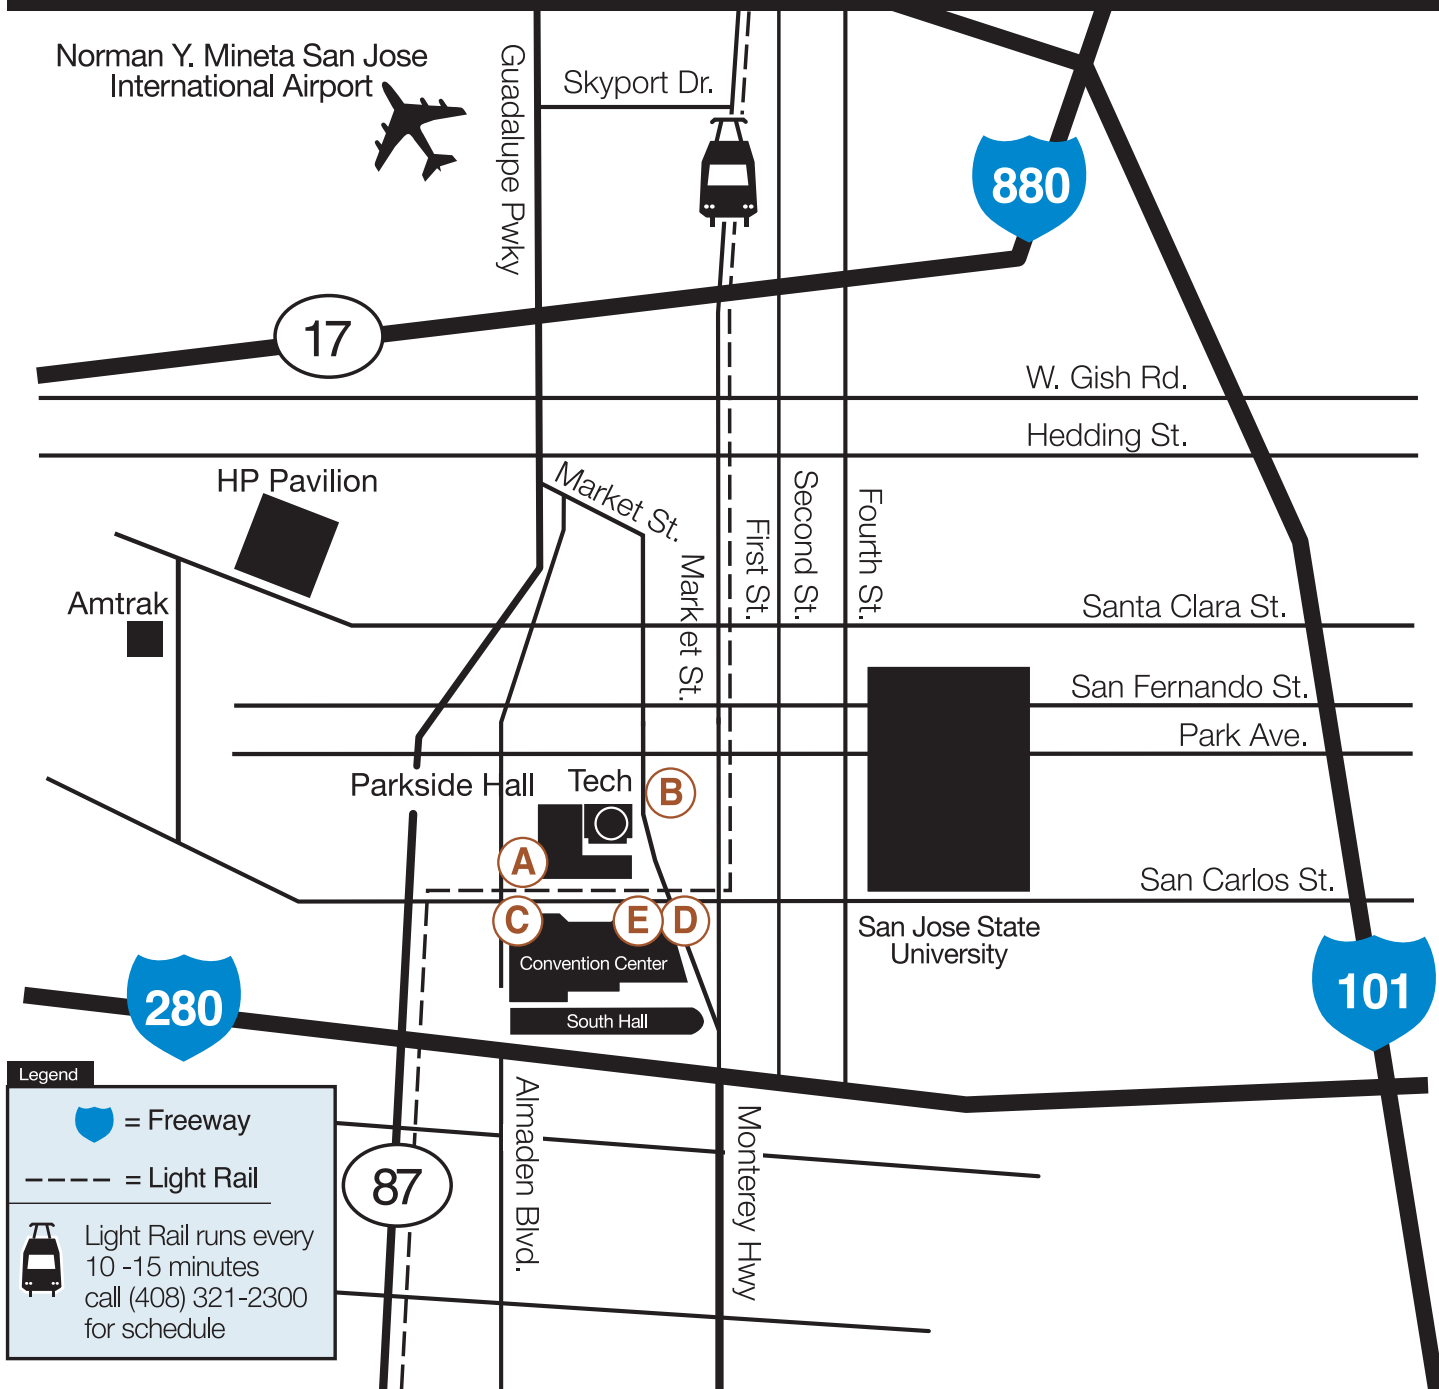 Norman Y. Mineta San Jose
International Airport
Guadalupe Pwky
Skyport Dr.
880
17
W. Gish Rd.
Hedding St.
HP Pavilion
Market St.
Market St.
First St.
Second St.
Fourth St.
Amtrak
Santa Clara St.
San Fernando St.
Park Ave.
Parkside Hall
Tech
B
A
San Carlos St.
C
E
D
San Jose State
University
Convention Center
South Hall
280
101
Legend
= Freeway
= Light Rail
Light Rail runs every
10 -15 minutes
call (408) 321-2300
for schedule
87
Almaden Blvd.
Monterey Hwy